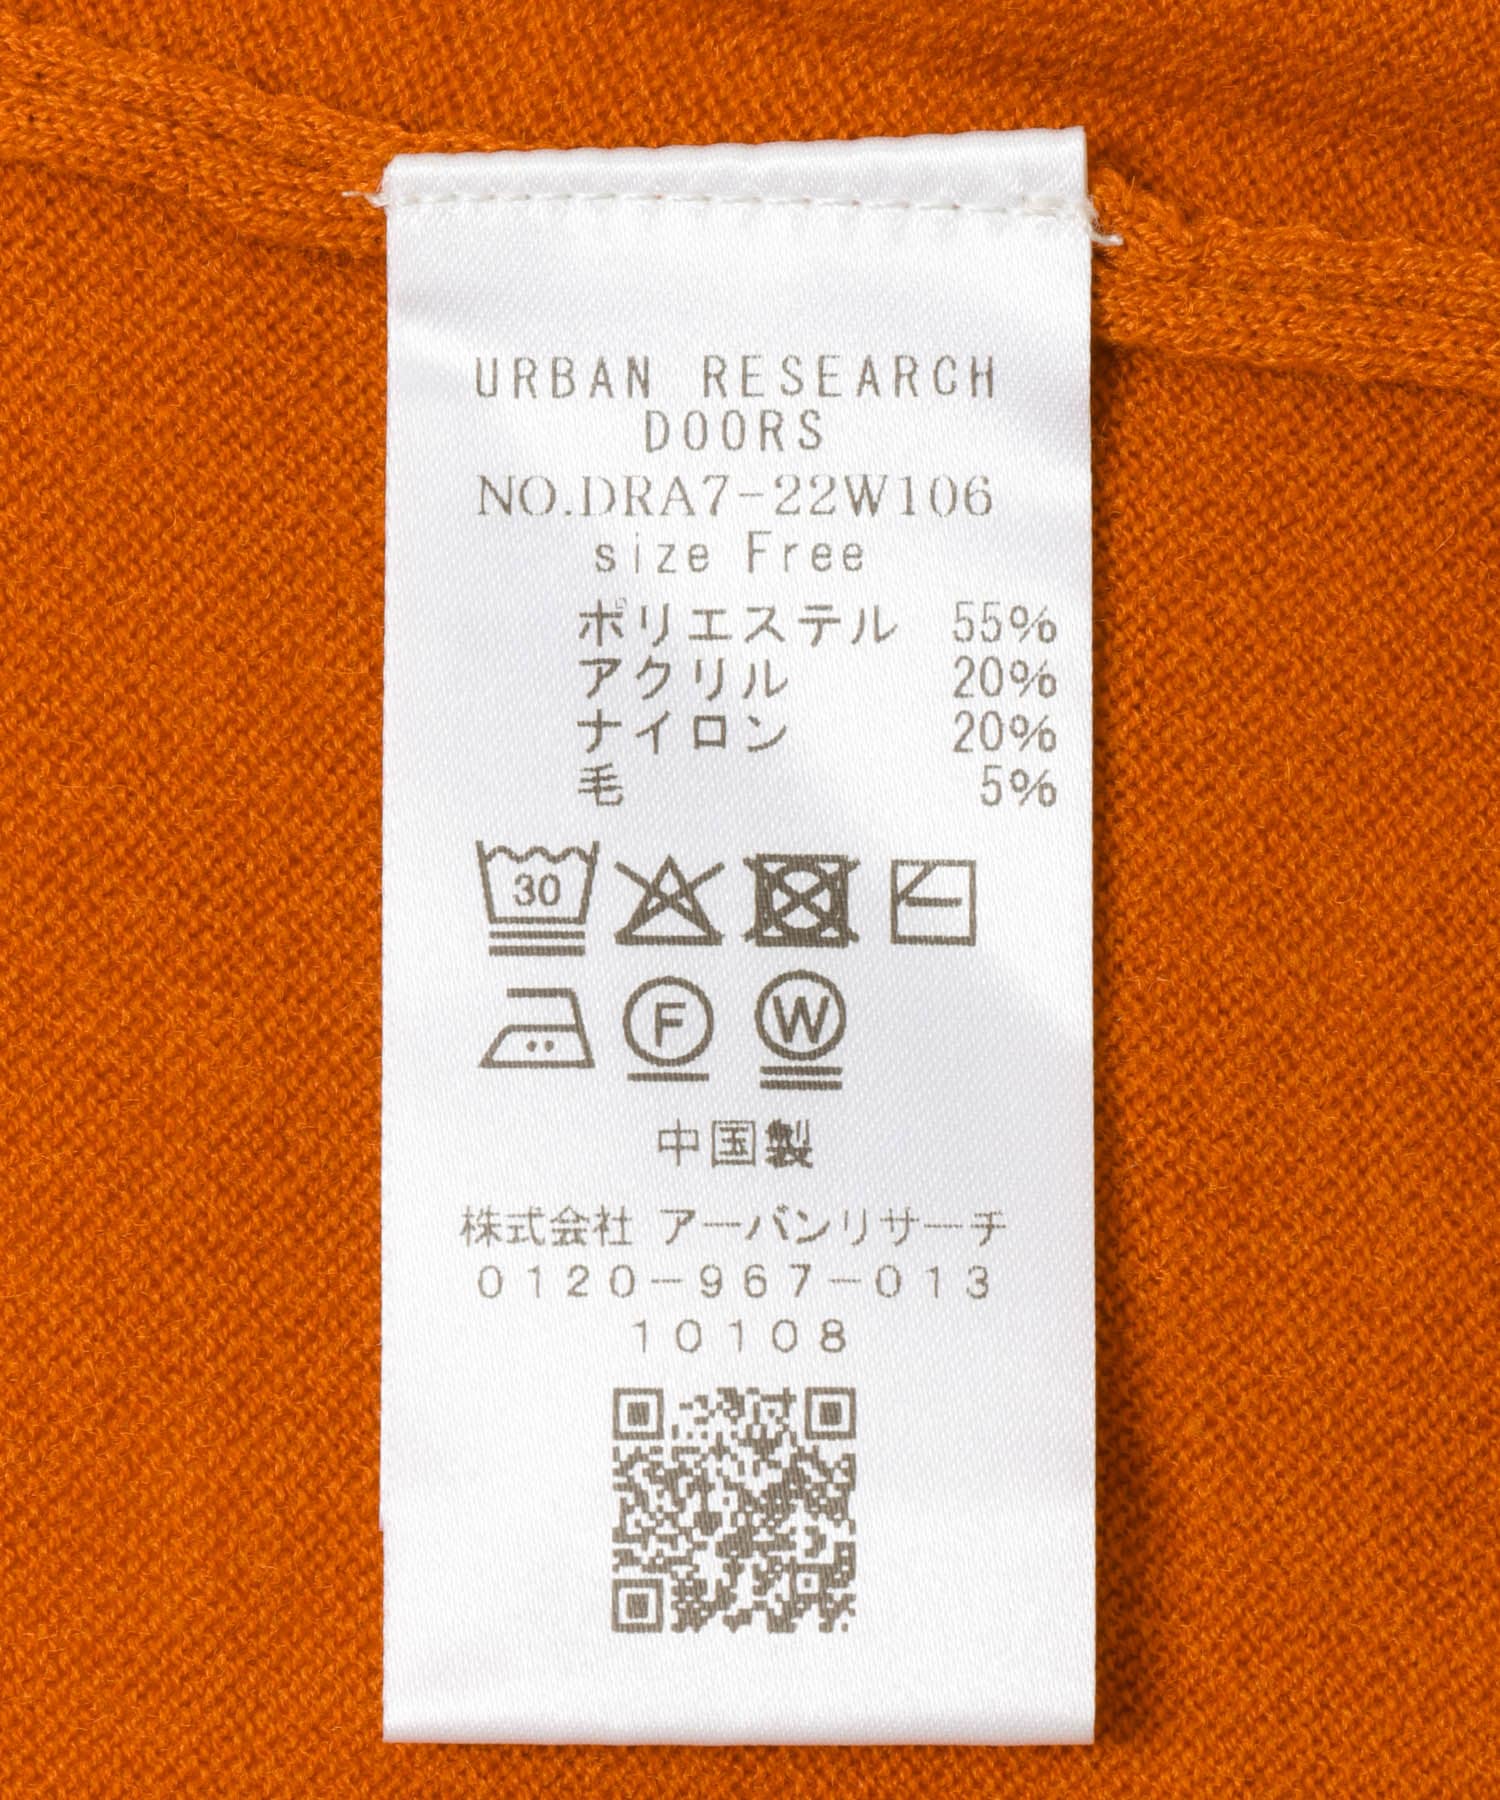 URBAN RESEARCH
DOORS
NO.DRA7-22W106
size Free
ポリエステル 55%
アクリル 20%
ナイロン 20%
毛 5%
30
F W
中国製
株式会社 アーバンリサーチ
0120-967-013
10108